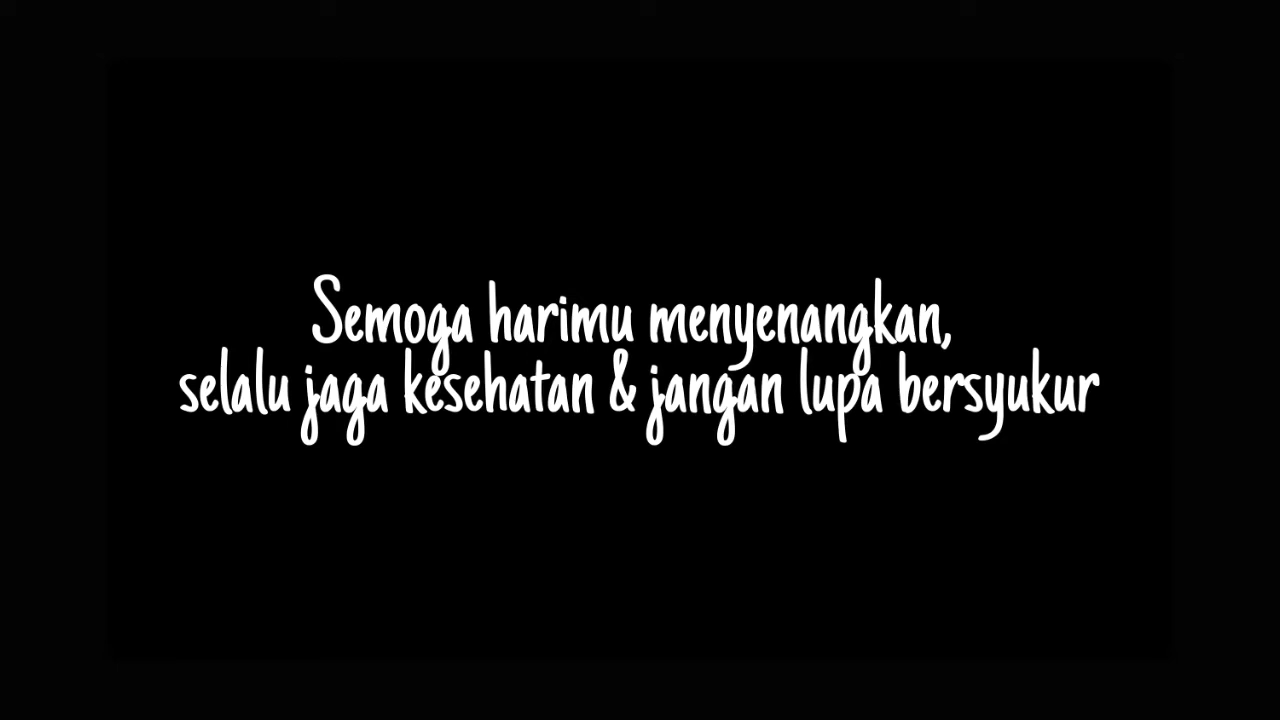 Semoga harimu menyenangkan,
selalu jaga kesehatan & jangan lupa bersyukur